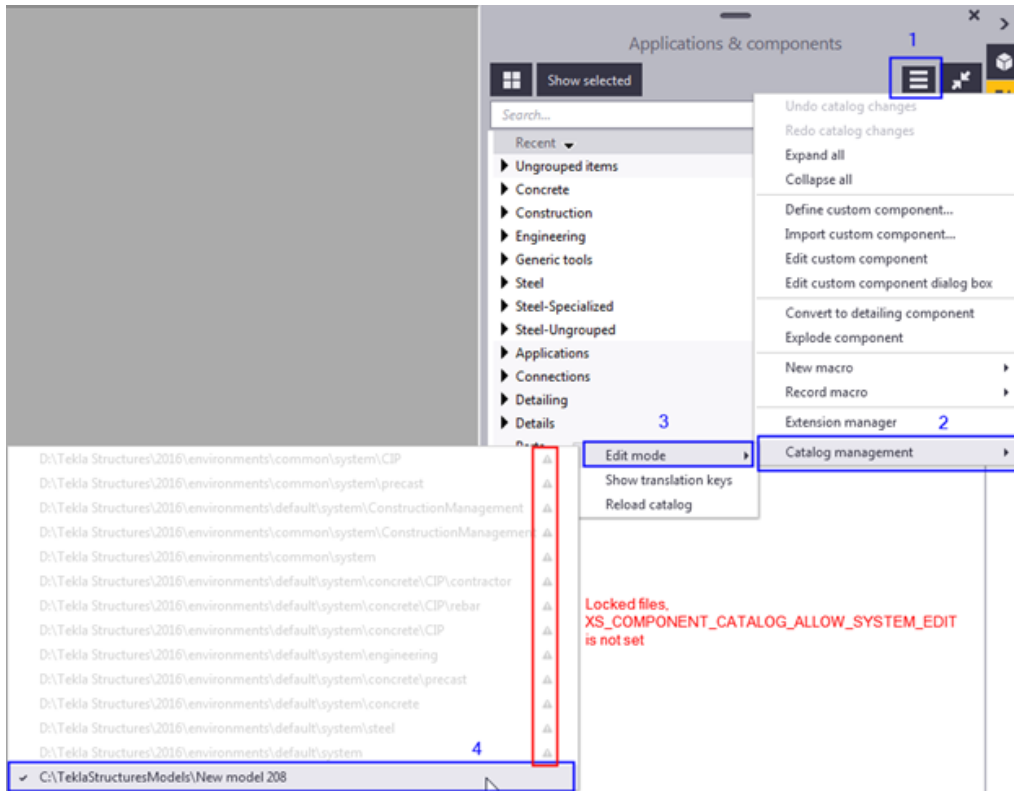 Applications & components
1
Show selected
Search...
Recent
Ungrouped items
Concrete
Construction
Engineering
Generic tools
Steel
Steel-Specialized
Steel-Ungrouped
Applications
Connections
Detailing
Details
Undo catalog changes
Redo catalog changes
Expand all
Collapse all
Define custom component...
Import custom component...
Edit custom component
Edit custom component dialog box
Convert to detailing component
Explode component
New macro
Record macro
Extension manager
2
Catalog management
3
Edit mode
Show translation keys
Reload catalog
D:\Tekla Structures\2016\environments\common\system\CIP
D:\Tekla Structures\2016\environments\common\system\precast
D:\Tekla Structures\2016\environments\default\system\ConstructionManagement
D:\Tekla Structures\2016\environments\common\system\ConstructionManagement
D:\Tekla Structures\2016\environments\common\system
D:\Tekla Structures\2016\environments\default\system\concrete\CIP\contractor
D:\Tekla Structures\2016\environments\default\system\concrete\CIP\rebar
D:\Tekla Structures\2016\environments\default\system\concrete\CIP
D:\Tekla Structures\2016\environments\default\system\engineering
D:\Tekla Structures\2016\environments\default\system\concrete\precast
D:\Tekla Structures\2016\environments\default\system\concrete
D:\Tekla Structures\2016\environments\default\system\steel
D:\Tekla Structures\2016\environments\default\system
4
C:\TeklaStructuresModels\New model 208
Locked files,
XS_COMPONENT_CATALOG_ALLOW_SYSTEM_EDIT
is not set